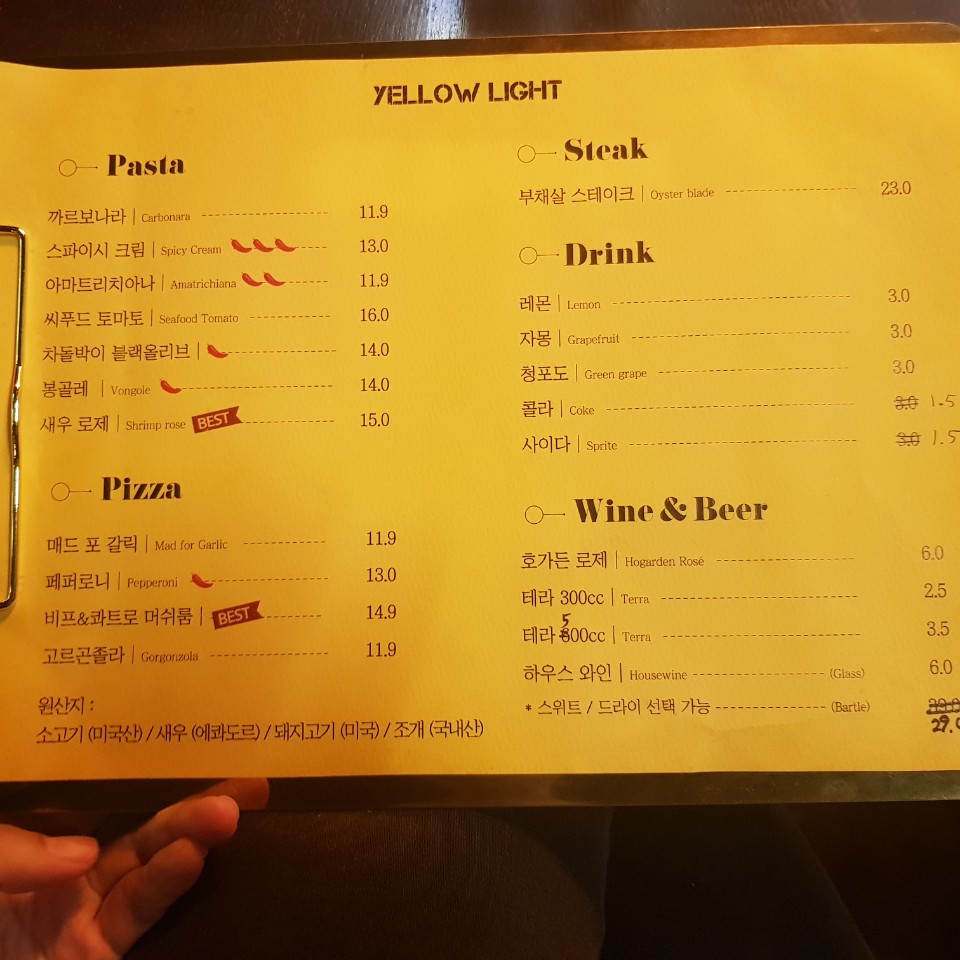 YELLOW LIGHT
Pasta
까르보나라 | Carbonara 11.9
스파이시 크림 | Spicy Cream 13.0
아마트리치아나 | Amatrichiana 11.9
씨푸드 토마토 | Seafood Tomato 16.0
차돌박이 블랙올리브 | 14.0
봉골레 | Vongole 14.0
새우 로제 | Shrimp rose BEST 15.0
Pizza
매드 포 갈릭 | Mad for Garlic 11.9
페퍼로니 | Pepperoni 13.0
비프&콰트로 머쉬룸 | BEST 14.9
고르곤졸라 | Gorgonzola 11.9
원산지 :
소고기 (미국산) / 새우 (에콰도르) / 돼지고기 (미국) / 조개 (국내산)
Steak
부채살 스테이크 | Oyster blade 23.0
Drink
레몬 | Lemon 3.0
자몽 | Grapefruit 3.0
청포도 | Green grape 3.0
콜라 | Coke 3.0 1.5
사이다 | Sprite 3.0 1.5
Wine & Beer
호가든 로제 | Hogarden Rosé 6.0
테라 300cc | Terra 2.5
테라 500cc | Terra 3.5
하우스 와인 | Housewine (Glass) 6.0
* 스위트 / 드라이 선택 가능 (Bartle) 29.0